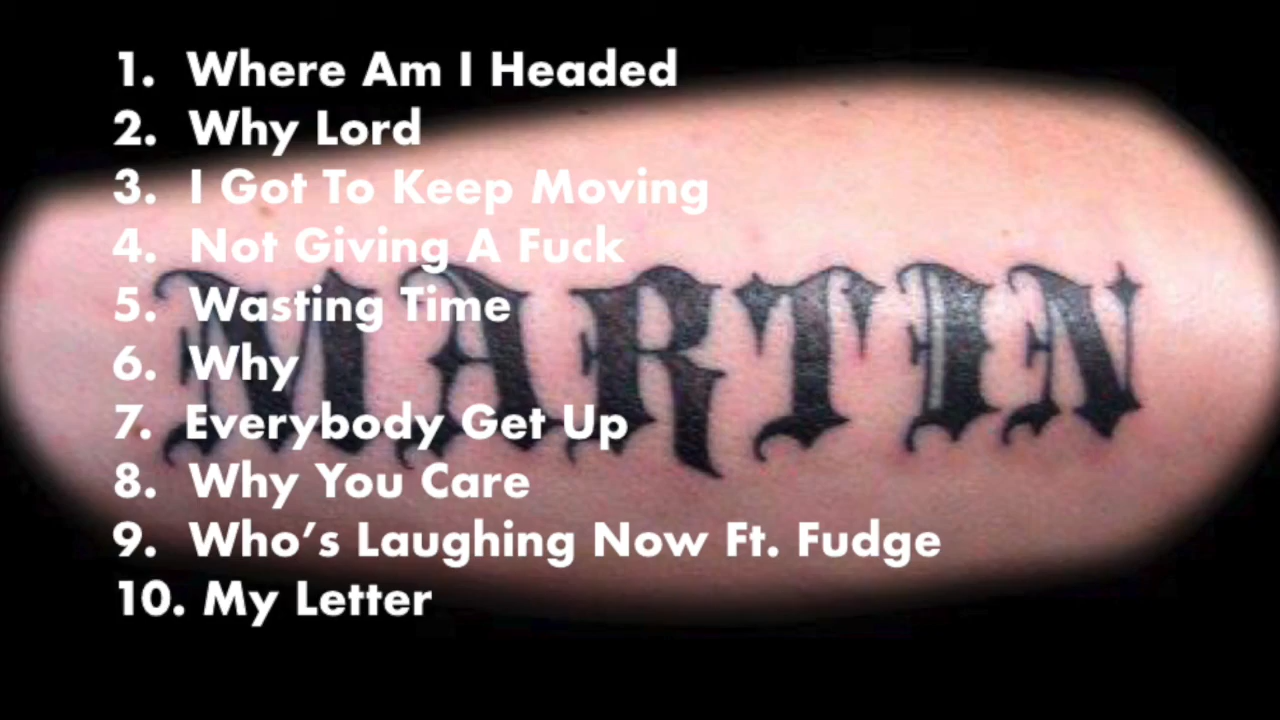 1. Where Am I Headed
2. Why Lord
3. I Got To Keep Moving
4. Not Giving A Fuck
5. Wasting Time
6. Why
7. Everybody Get Up
8. Why You Care
9. Who's Laughing Now Ft. Fudge
10. My Letter
MARTIN